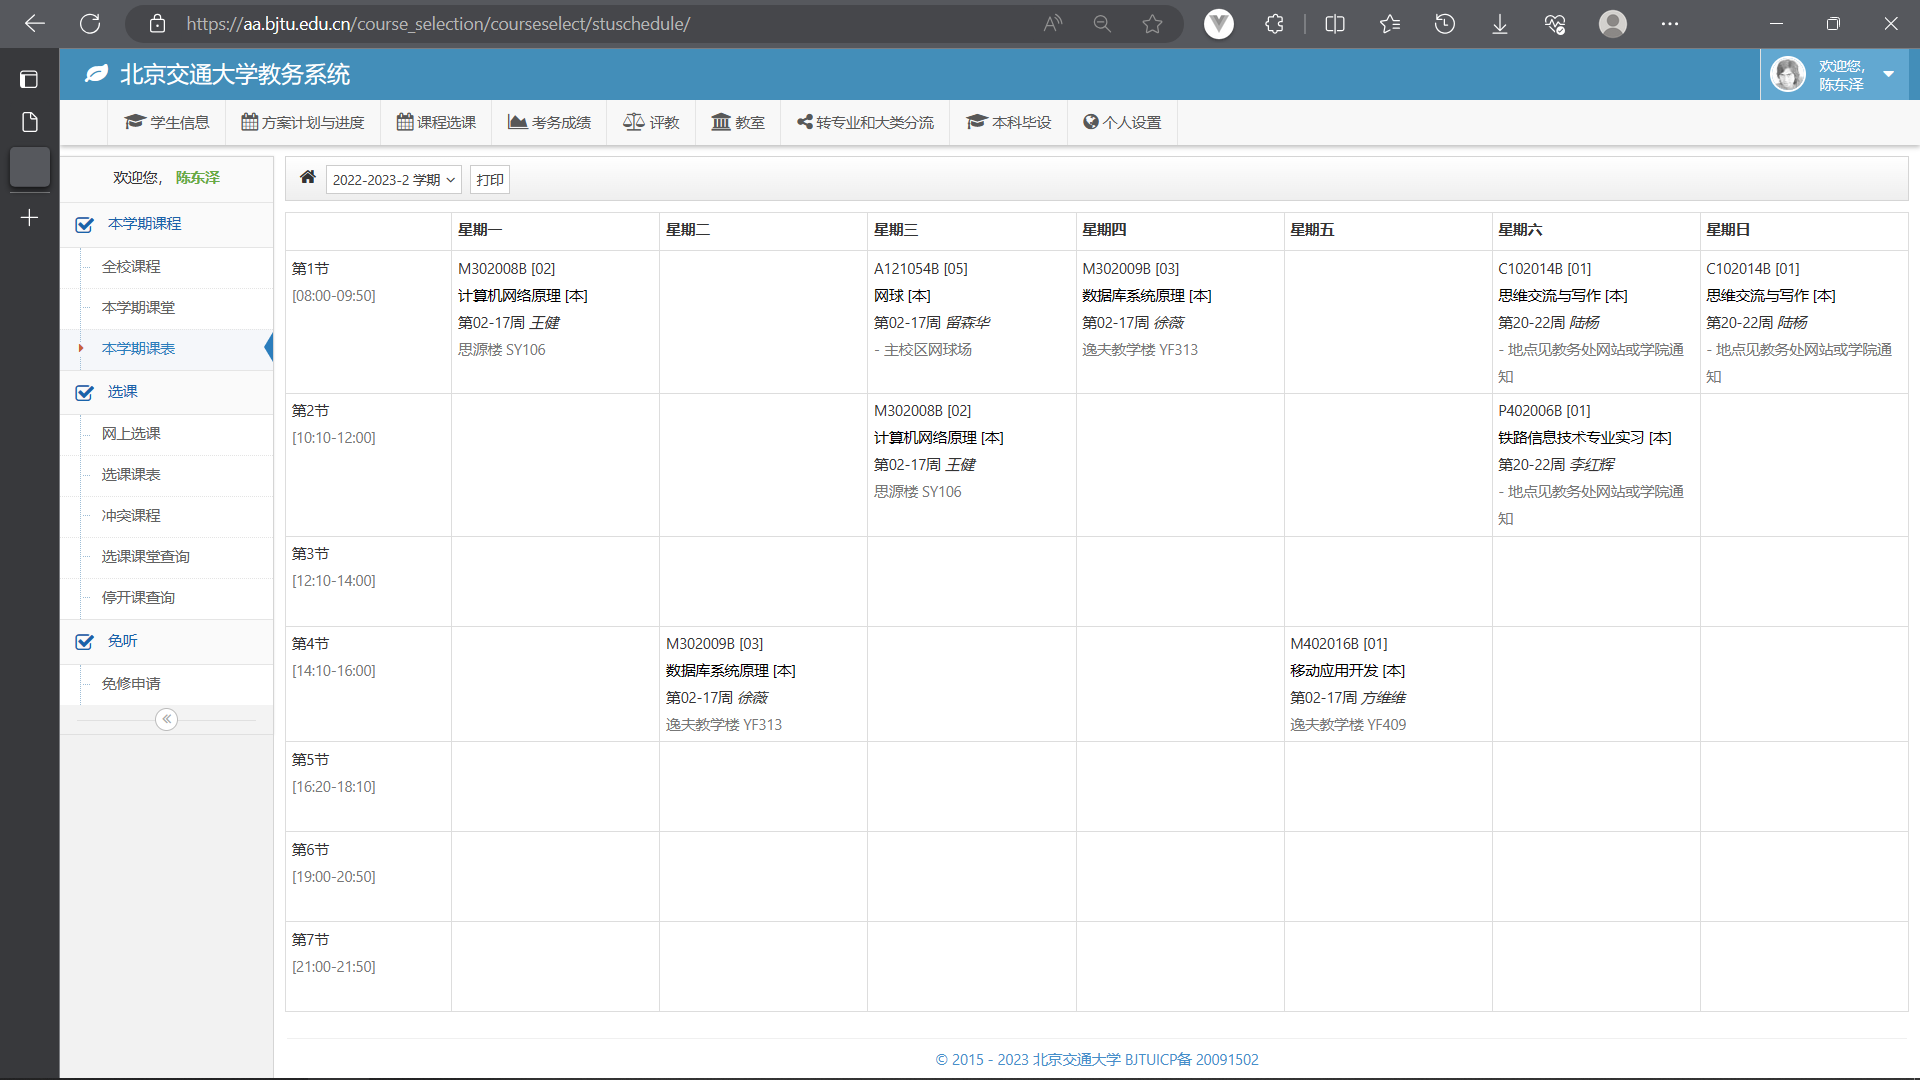 https://aa.bjtu.edu.cn/course_selection/courseselect/stuschedule/
北京交通大学教务系统
欢迎您,
陈东泽
学生信息
方案计划与进度
课程选课
考务成绩
评教
教室
转专业和大类分流
本科毕设
个人设置
欢迎您, 陈东泽
本学期课程
全校课程
本学期课堂
本学期课表
选课
网上选课
选课课表
冲突课程
选课课堂查询
停开课查询
免听
免修申请
2022-2023-2 学期
打印
星期一
星期二
星期三
星期四
星期五
星期六
星期日
第1节
[08:00-09:50]
M302008B [02]
计算机网络原理 [本]
第02-17周 王健
思源楼 SY106
A121054B [05]
网球 [本]
第02-17周 留森华
- 主校区网球场
M302009B [03]
数据库系统原理 [本]
第02-17周 徐薇
逸夫教学楼 YF313
C102014B [01]
思维交流与写作 [本]
第20-22周 陆杨
- 地点见教务处网站或学院通
知
C102014B [01]
思维交流与写作 [本]
第20-22周 陆杨
- 地点见教务处网站或学院通
知
第2节
[10:10-12:00]
M302008B [02]
计算机网络原理 [本]
第02-17周 王健
思源楼 SY106
P402006B [01]
铁路信息技术专业实习 [本]
第20-22周 李红辉
- 地点见教务处网站或学院通
知
第3节
[12:10-14:00]
第4节
[14:10-16:00]
M302009B [03]
数据库系统原理 [本]
第02-17周 徐薇
逸夫教学楼 YF313
M402016B [01]
移动应用开发 [本]
第02-17周 方维维
逸夫教学楼 YF409
第5节
[16:20-18:10]
第6节
[19:00-20:50]
第7节
[21:00-21:50]
© 2015 - 2023 北京交通大学 BJTUICP备 20091502